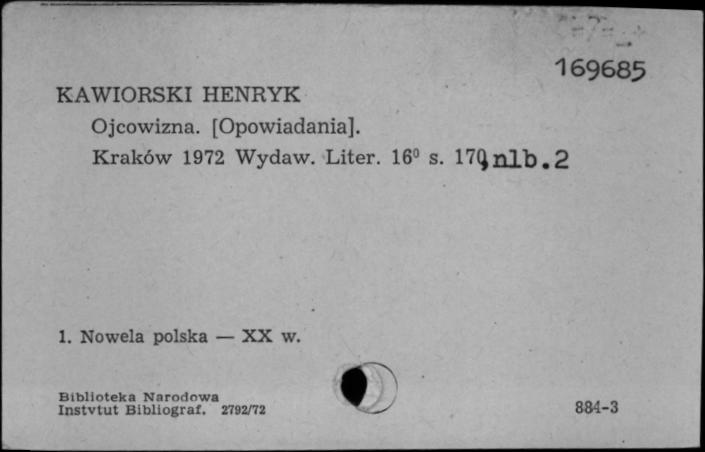 169685
KAWIORSKI HENRYK
Ojcowizna. [Opowiadania].
Kraków 1972 Wydaw. Liter. 16⁰ s. 170, nlb.2
1. Nowela polska — XX w.
Biblioteka Narodowa
Instytut Bibliograf. 2792/72
884-3